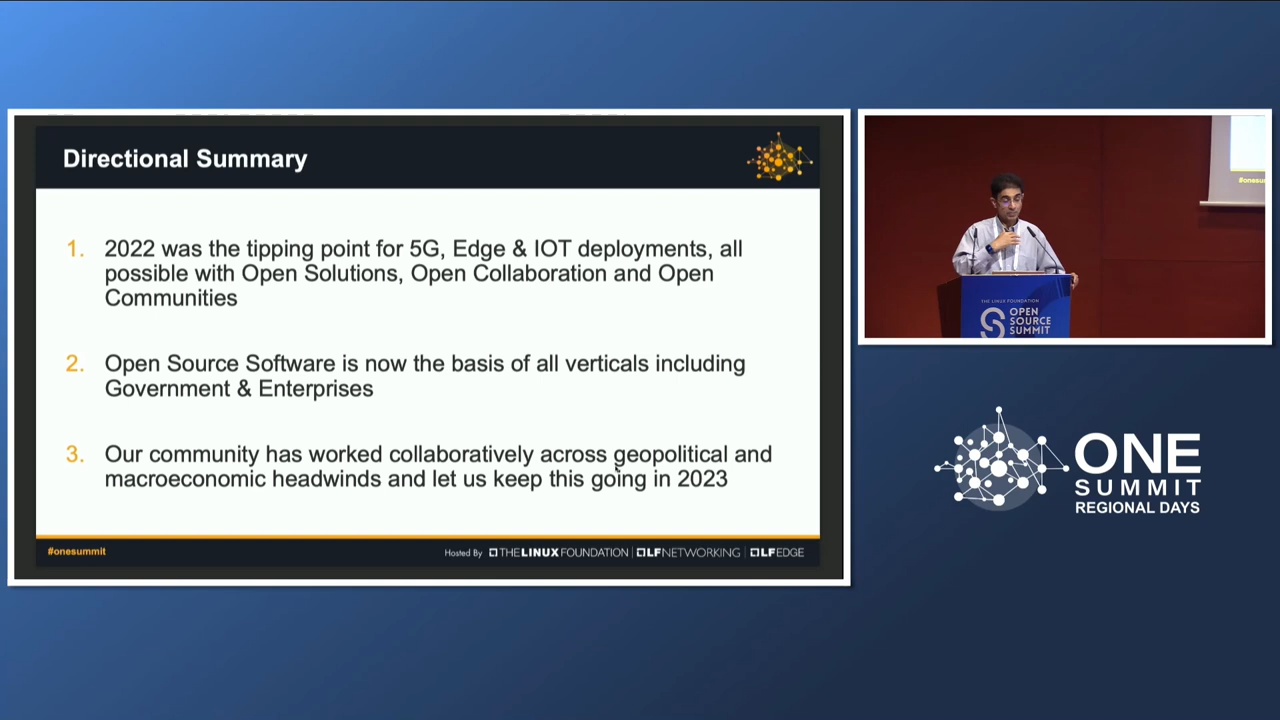 Directional Summary
1. 2022 was the tipping point for 5G, Edge & IOT deployments, all
possible with Open Solutions, Open Collaboration and Open
Communities
2. Open Source Software is now the basis of all verticals including
Government & Enterprises
3. Our community has worked collaboratively across geopolitical and
macroeconomic headwinds and let us keep this going in 2023
#onesummit
Hosted By THE LINUX FOUNDATION | LF NETWORKING | LF EDGE
THE LINUX FOUNDATION
OPEN
SOURCE
SUMMIT
ONE
SUMMIT
REGIONAL DAYS